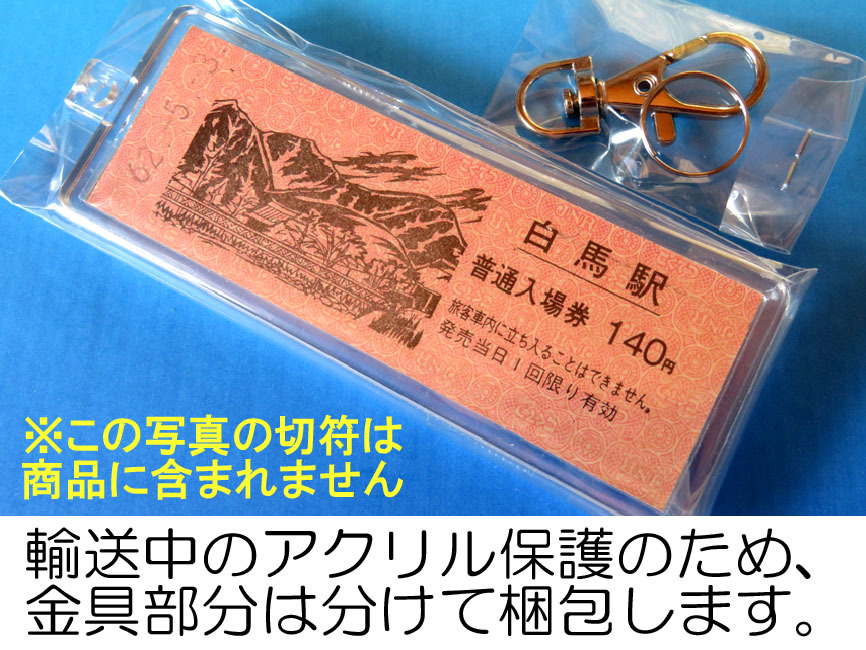 62.-5.-3.
白馬駅
普通入場券 140円
旅客車内に立ち入ることはできません。
発売当日1回限り有効
※この写真の切符は
商品に含まれません
輸送中のアクリル保護のため、
金具部分は分けて梱包します。